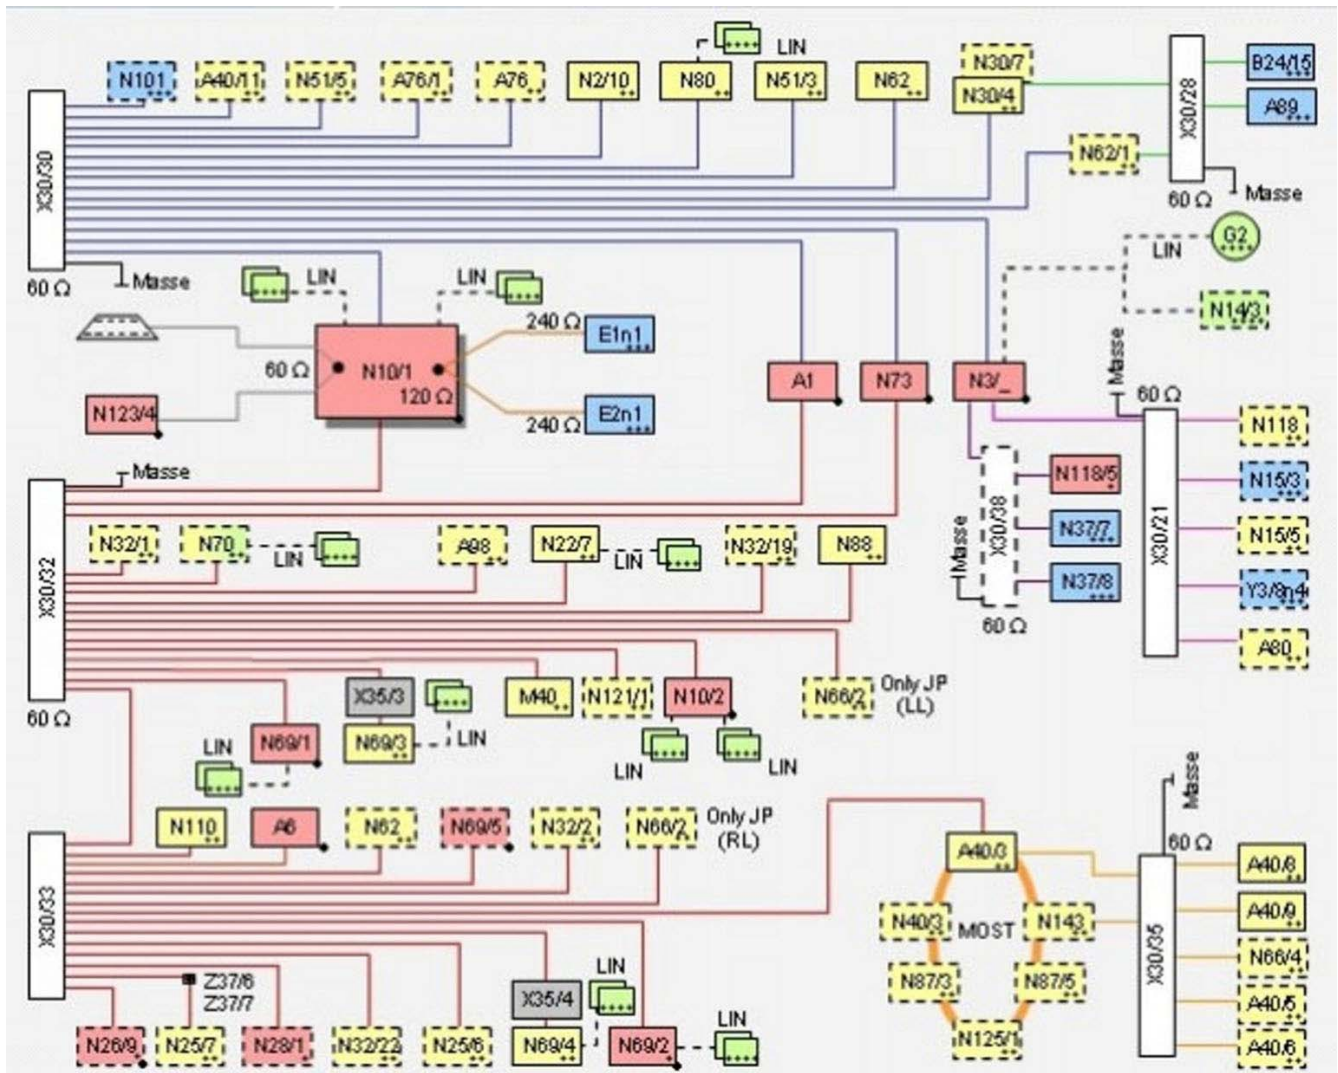 LIN
N30/7
N101
A40/11
N51/5
A76/1
A76
N2/10
N80
N51/3
N62
N30/4
B24/15
A89
X30/30
X30/28
N62/1
60 Ω
Masse
60 Ω
Masse
G2
LIN
LIN
LIN
N14/3
240 Ω
E1n1
60 Ω
N10/1
120 Ω
Masse
A1
N73
N3/_
60 Ω
N123/4
240 Ω
E2n1
N118
Masse
N118/5
N15/3
X30/32
N32/1
N70
LIN
A98
N22/7
LIN
N32/19
N88
Masse
X30/38
N37/7
X30/21
N15/5
N37/8
Y3/8n4
60 Ω
A80
X35/3
M40
N121/1
N10/2
N66/2
Only JP
(LL)
60 Ω
N69/1
N69/3
LIN
LIN
LIN
LIN
Masse
N110
A6
N62
N69/5
N32/2
N66/2
Only JP
(RL)
60 Ω
A40/3
A40/8
X30/33
N40/3
MOST
N143
X30/35
A40/9
N66/4
Z37/6
Z37/7
X35/4
LIN
N87/3
N87/5
A40/5
N26/9
N25/7
N28/1
N32/22
N25/6
N69/4
N69/2
LIN
N125/1
A40/6